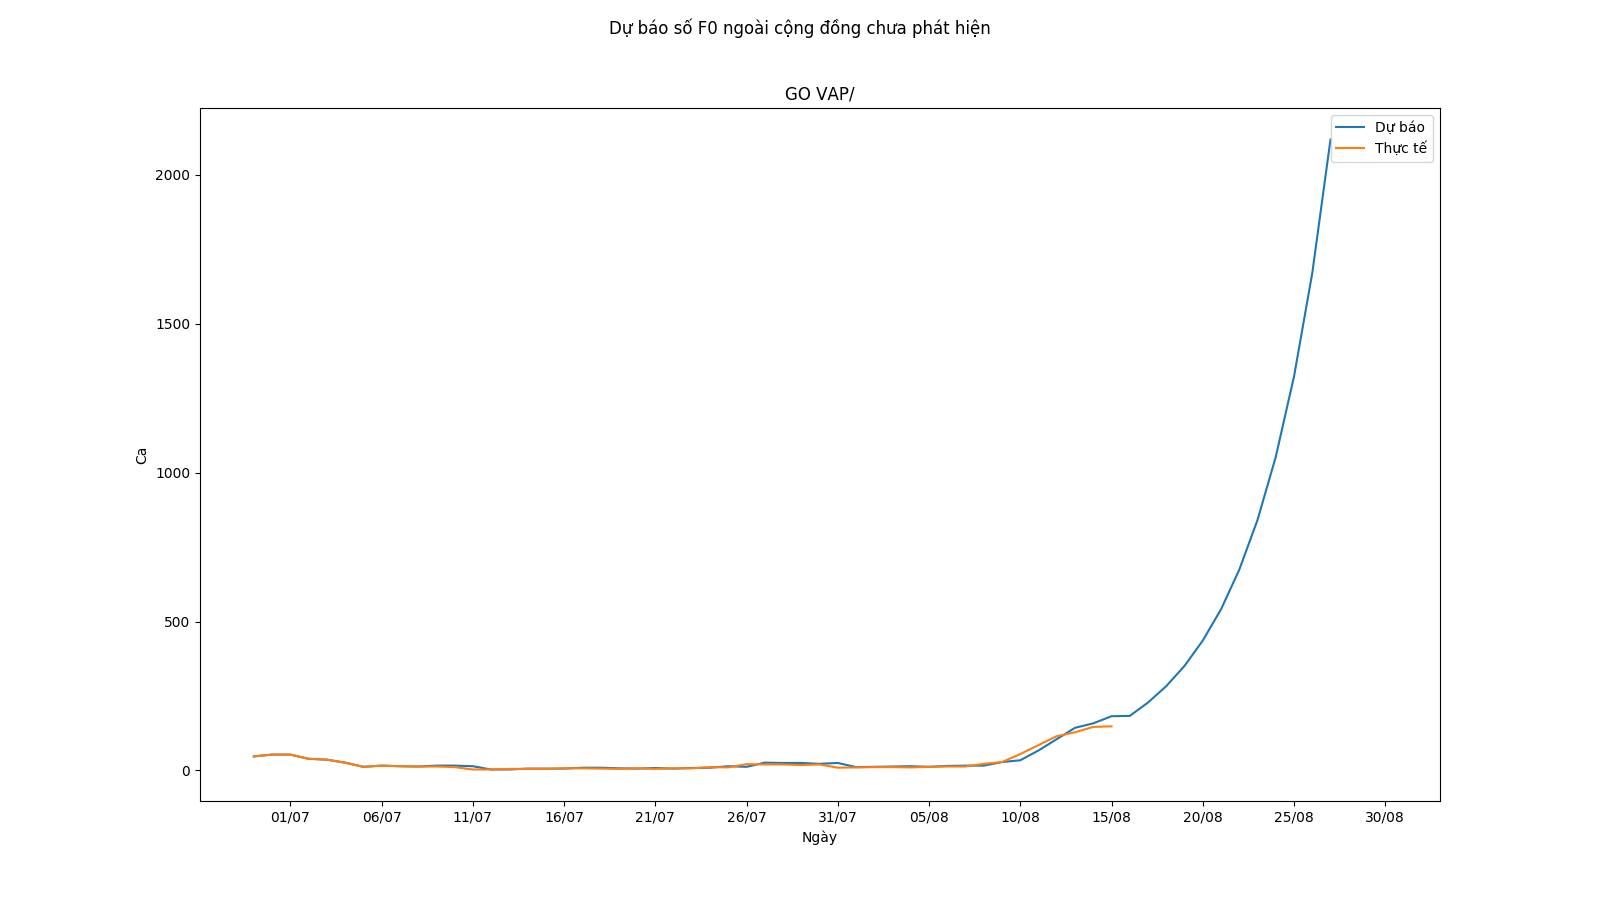 Dự báo số F0 ngoài cộng đồng chưa phát hiện
GO VAP/
Dự báo
Thực tế
2000
1500
1000
500
0
Ca
01/07 06/07 11/07 16/07 21/07 26/07 31/07 05/08 10/08 15/08 20/08 25/08 30/08
Ngày